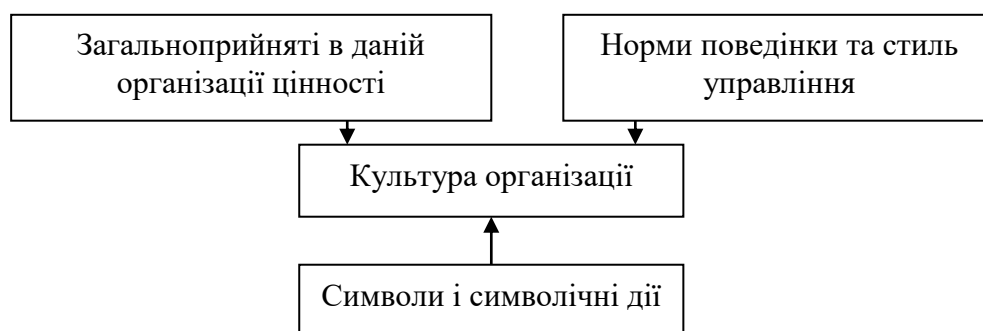 Загальноприйняті в даній
організації цінності
Норми поведінки та стиль
управління
Культура організації
Символи і символічні дії